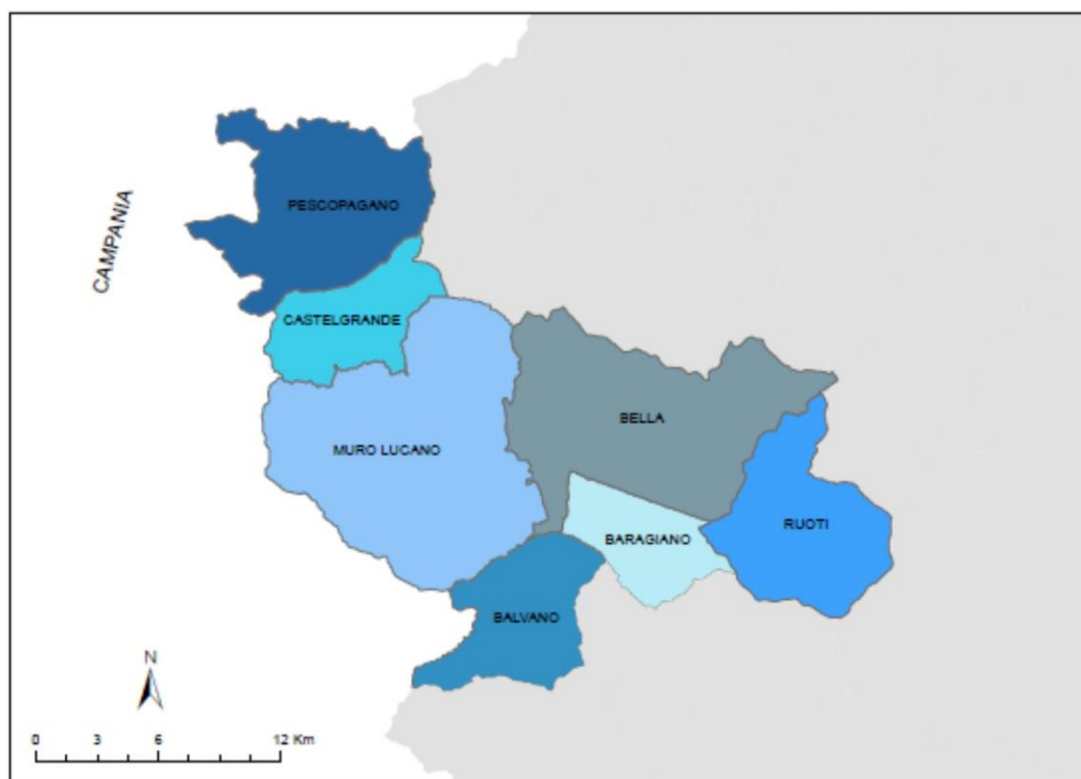 PESCOPAGANO
CAMPANIA
CASTELGRANDE
BELLA
MURO LUCANO
RUOTI
BARAGIANO
BALVANO
N
0 3 6 12 Km